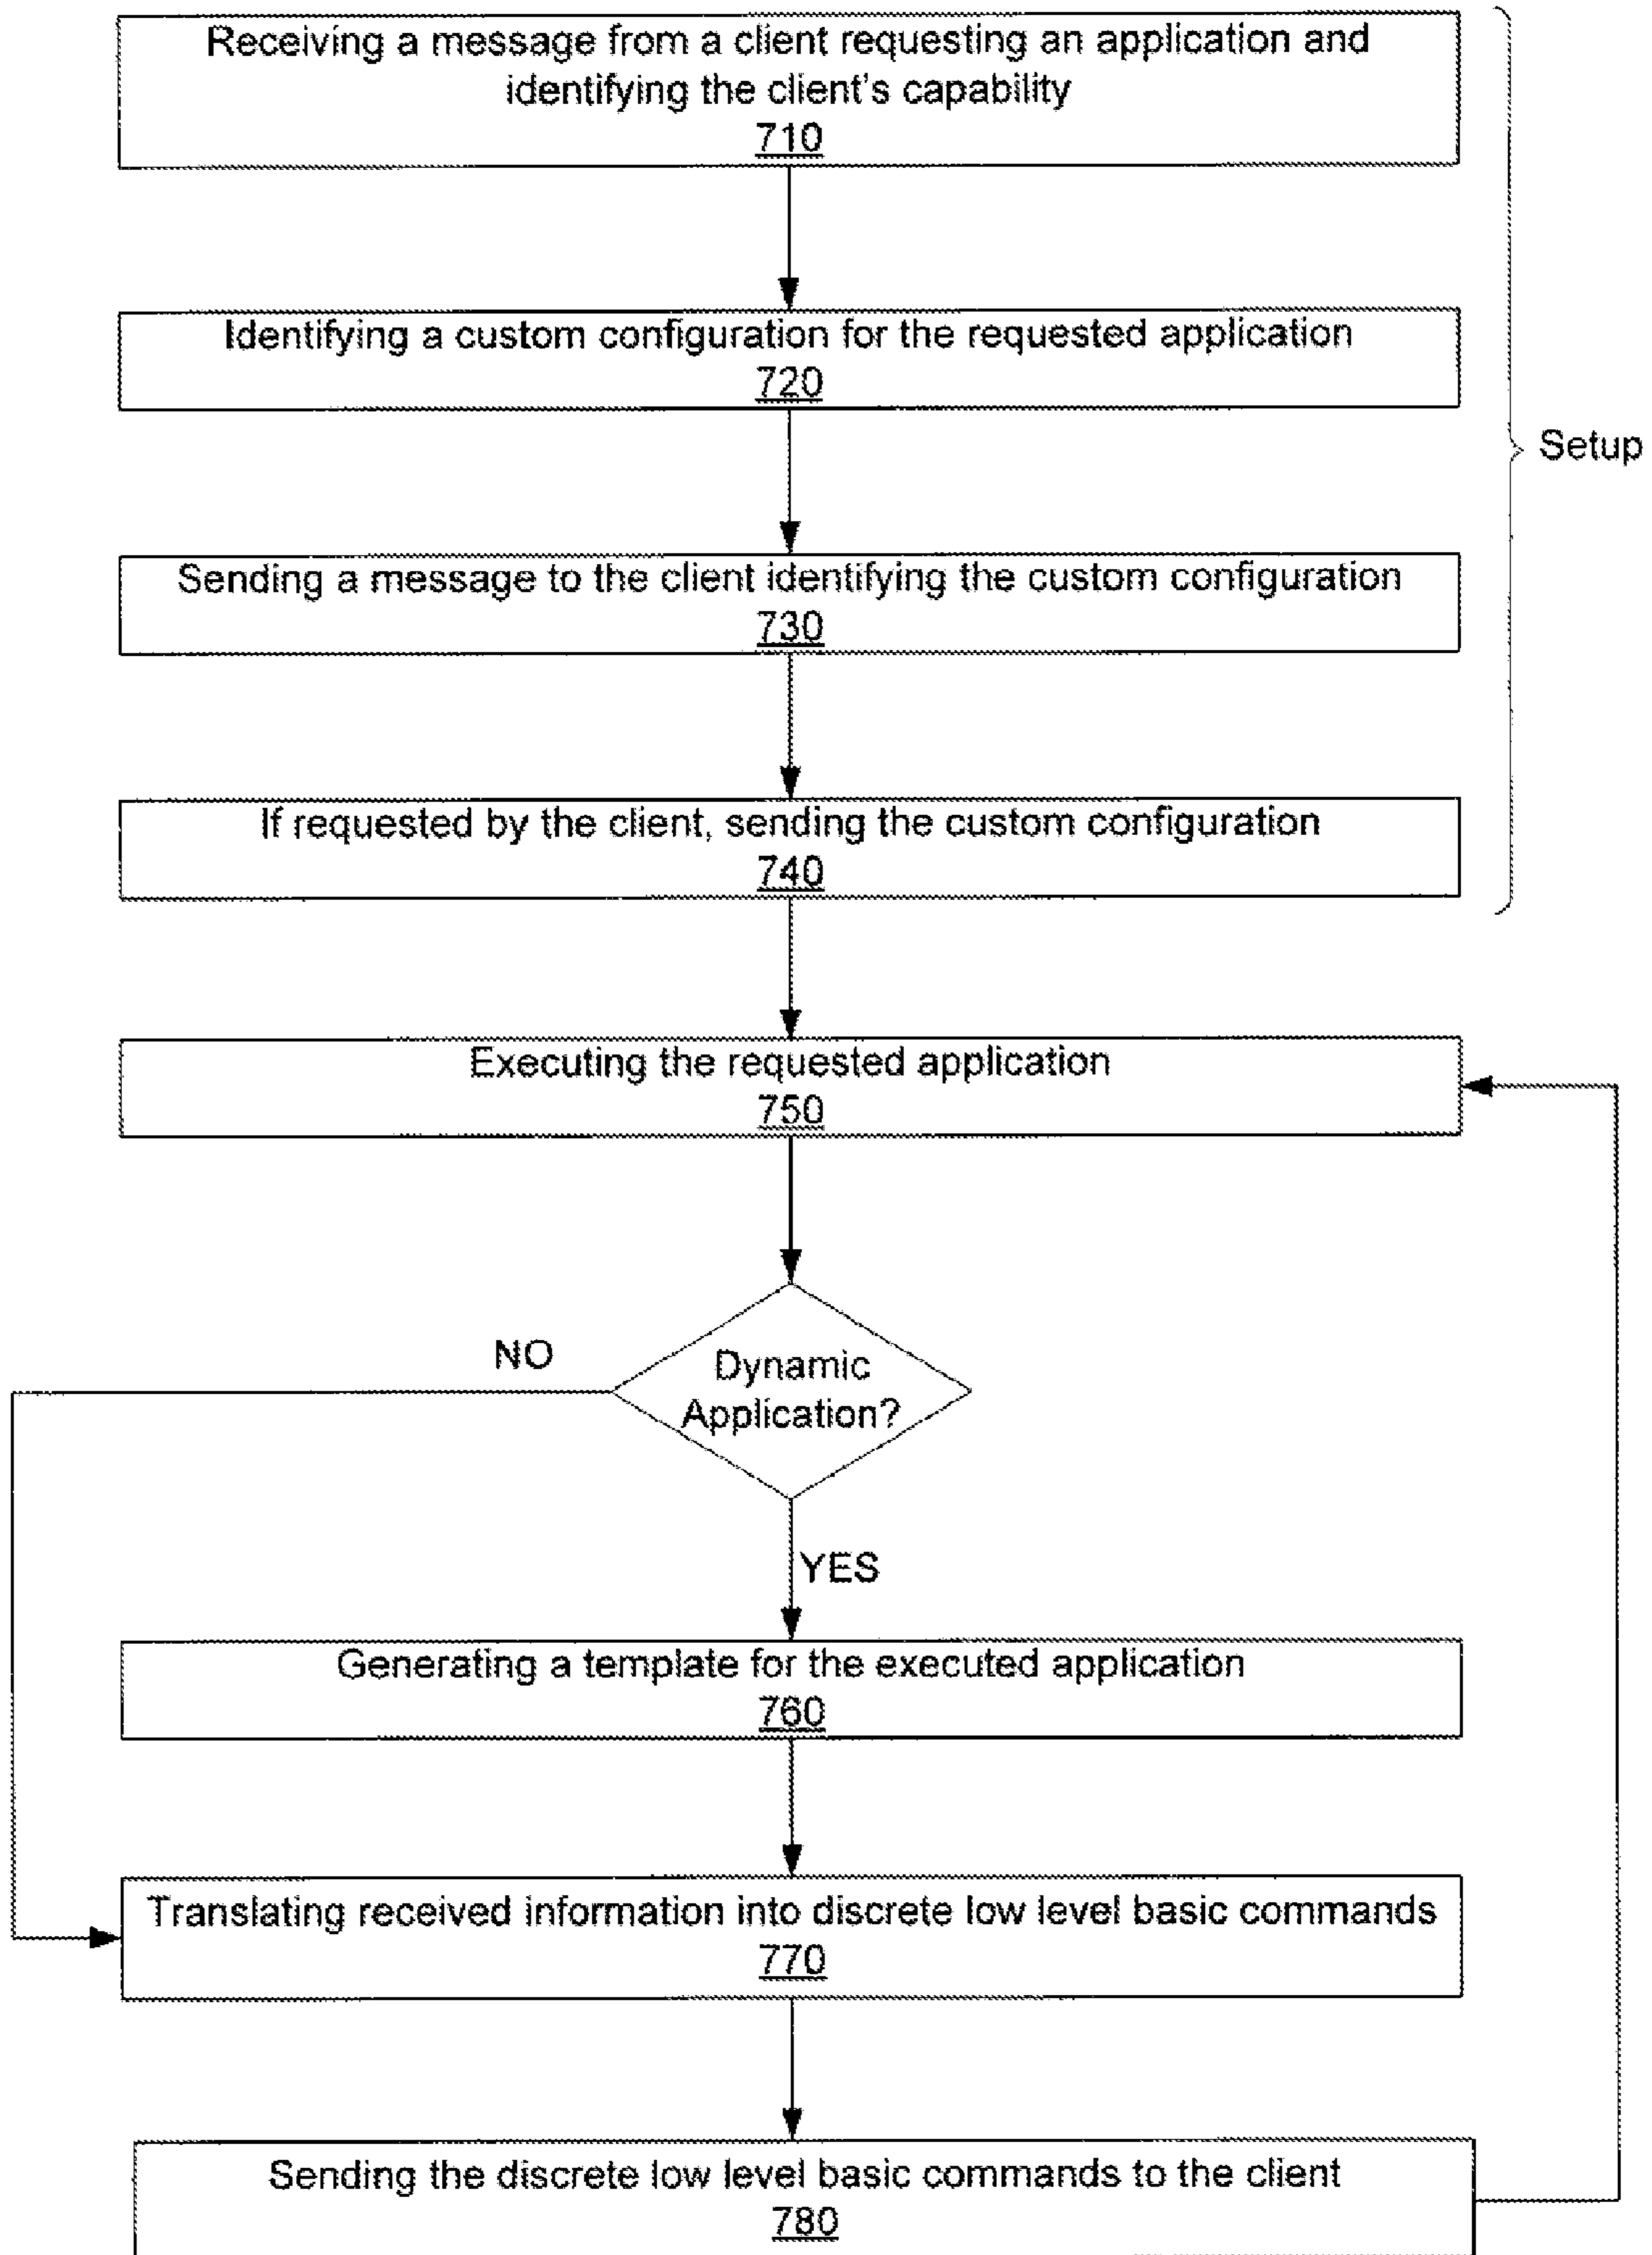 Receiving a message from a client requesting an application and
identifying the client's capability
710
Identifying a custom configuration for the requested application
720
Setup
Sending a message to the client identifying the custom configuration
730
If requested by the client, sending the custom configuration
740
Executing the requested application
750
NO
Dynamic
Application?
YES
Generating a template for the executed application
760
Translating received information into discrete low level basic commands
770
Sending the discrete low level basic commands to the client
780